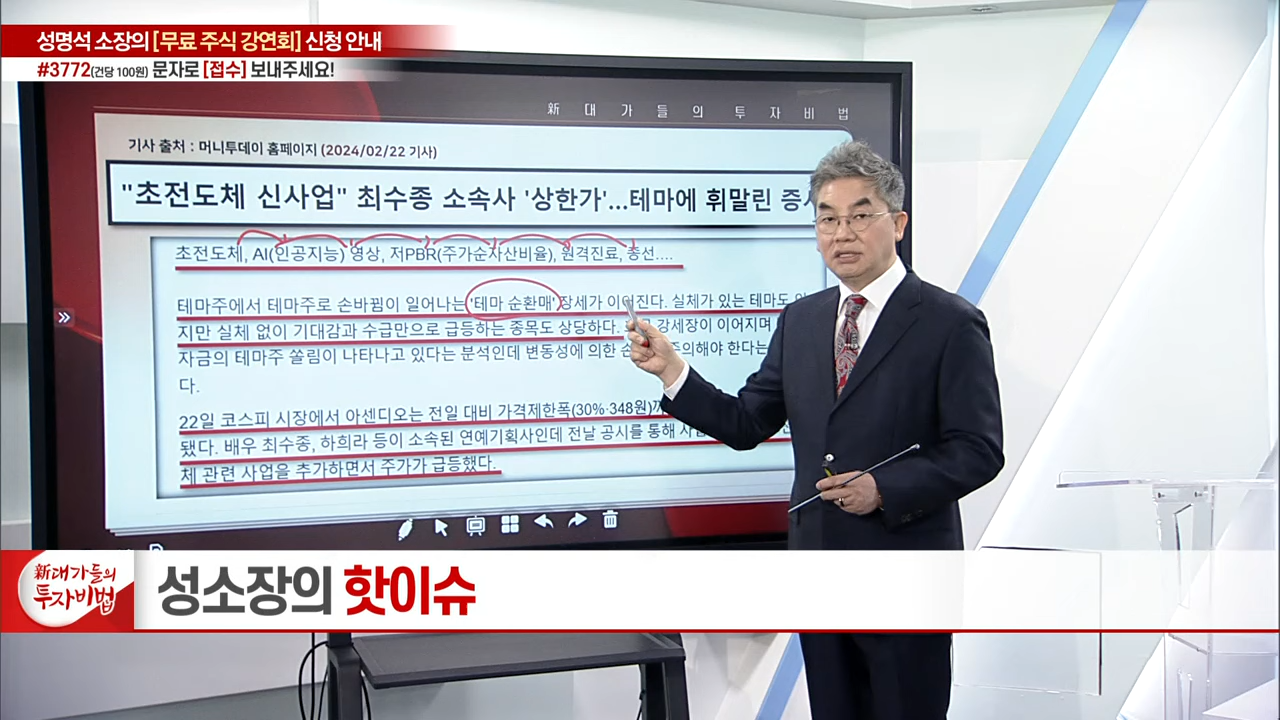 성명석 소장의 [무료 주식 강연회] 신청 안내
#3772(건당 100원) 문자로 [접수] 보내주세요!
新 대 가 들 의 투 자 비 법
기사 출처 : 머니투데이 홈페이지 (2024/02/22 기사)
"초전도체 신사업" 최수종 소속사 '상한가'...테마에 휘말린 증시
초전도체, AI(인공지능) 영상, 저PBR(주가순자산비율), 원격진료, 총선....
테마주에서 테마주로 손바뀜이 일어나는 '테마 순환매' 장세가 이어진다. 실체가 있는 테마도
지만 실체 없이 기대감과 수급만으로 급등하는 종목도 상당하다. 강세장이 이어지며
자금의 테마주 쏠림이 나타나고 있다는 분석인데 변동성에 의한 주의해야 한다는
다.
22일 코스피 시장에서 아센디오는 전일 대비 가격제한폭(30%·348원)
됐다. 배우 최수종, 하희라 등이 소속된 연예기획사인데 전날 공시를 통해
체 관련 사업을 추가하면서 주가가 급등했다.
新대가들의
투자비법
성소장의 핫이슈